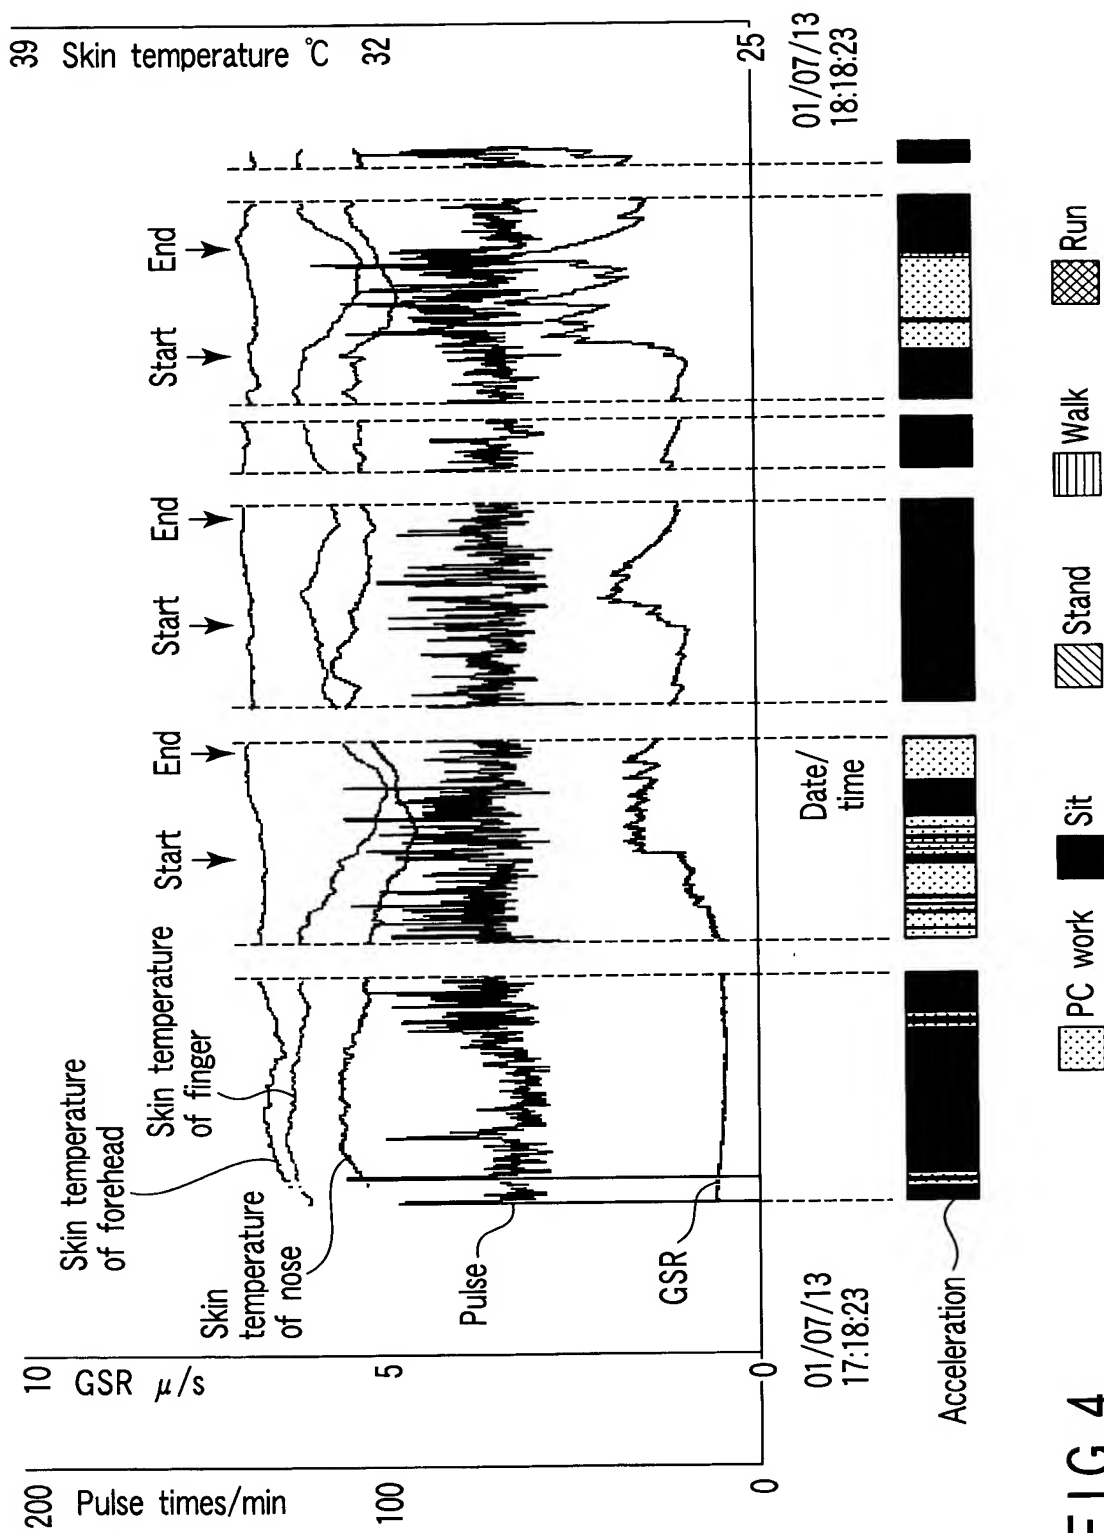 200
Pulse times/min
100
0
10
GSR μ/s
5
0
39
Skin temperature °C
32
25
Skin temperature
of forehead
Skin temperature
of finger
Skin
temperature
of nose
Pulse
GSR
Start
End
Start
End
Start
End
01/07/13
17:18:23
Date/
time
01/07/13
18:18:23
Acceleration
PC work
Sit
Stand
Walk
Run
FIG 4